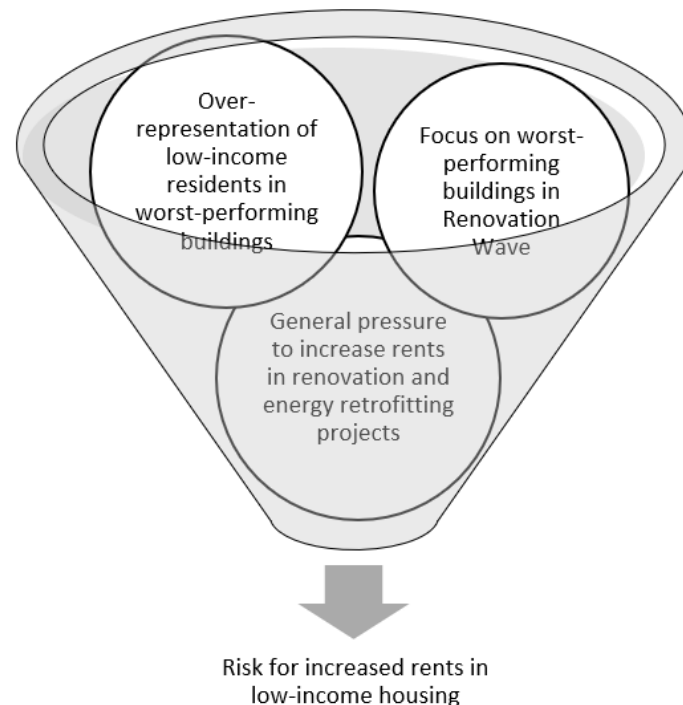 Over-
representation of
low-income
residents in
worst-performing
buildings
Focus on worst-
performing
buildings in
Renovation
Wave
General pressure
to increase rents
in renovation and
energy retrofitting
projects
Risk for increased rents in
low-income housing